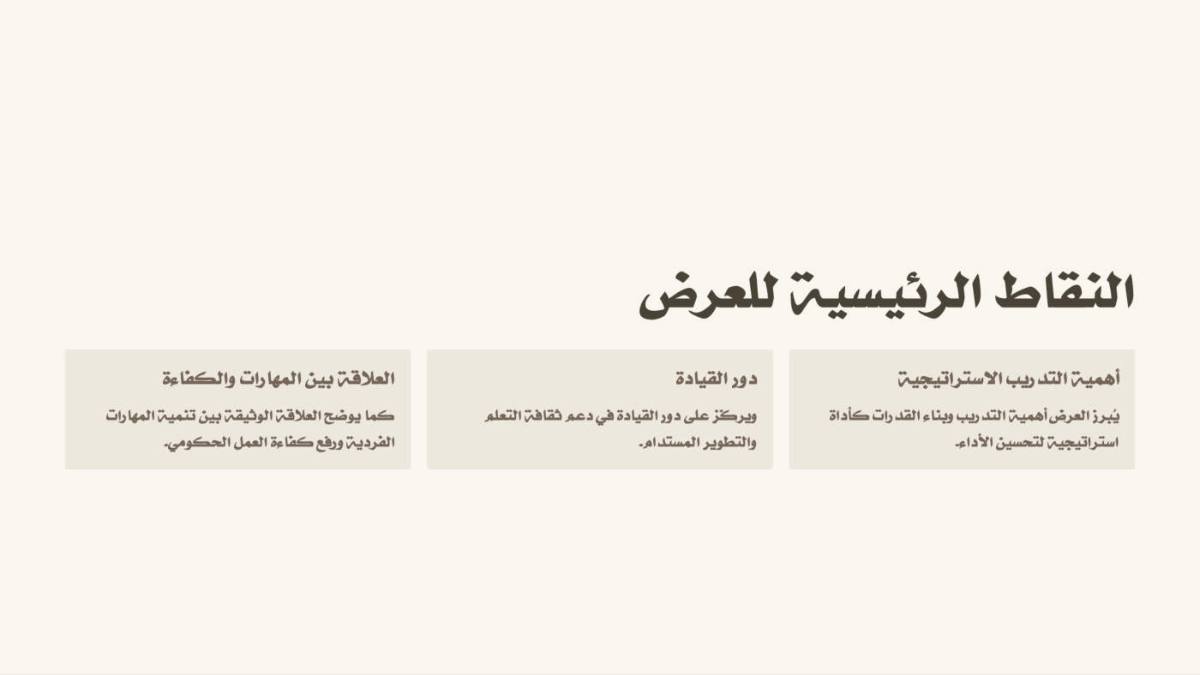 النقاط الرئيسية للعرض
أهمية التدريب الاستراتيجية
يُبرز العرض أهمية التدريب وبناء القدرات كأداة
استراتيجية لتحسين الأداء.
دور القيادة
ويركّز على دور القيادة في دعم ثقافة التعلم
والتطوير المستدام.
العلاقة بين المهارات والكفاءة
كما يوضح العلاقة الوثيقة بين تنمية المهارات
الفردية ورفع كفاءة العمل الحكومي.